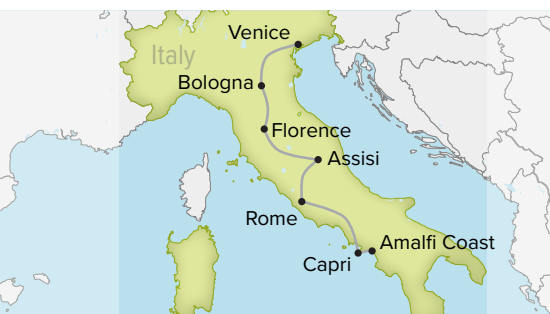 Venice
Italy
Bologna
Florence
Assisi
Rome
Amalfi Coast
Capri